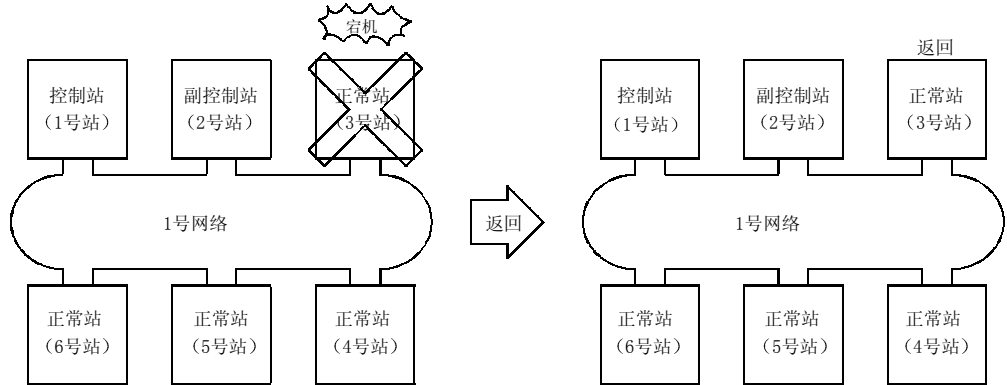 宕机
控制站
（1号站）
副控制站
（2号站）
正常站
（3号站）
1号网络
正常站
（6号站）
正常站
（5号站）
正常站
（4号站）
返回
返回
控制站
（1号站）
副控制站
（2号站）
正常站
（3号站）
1号网络
正常站
（6号站）
正常站
（5号站）
正常站
（4号站）